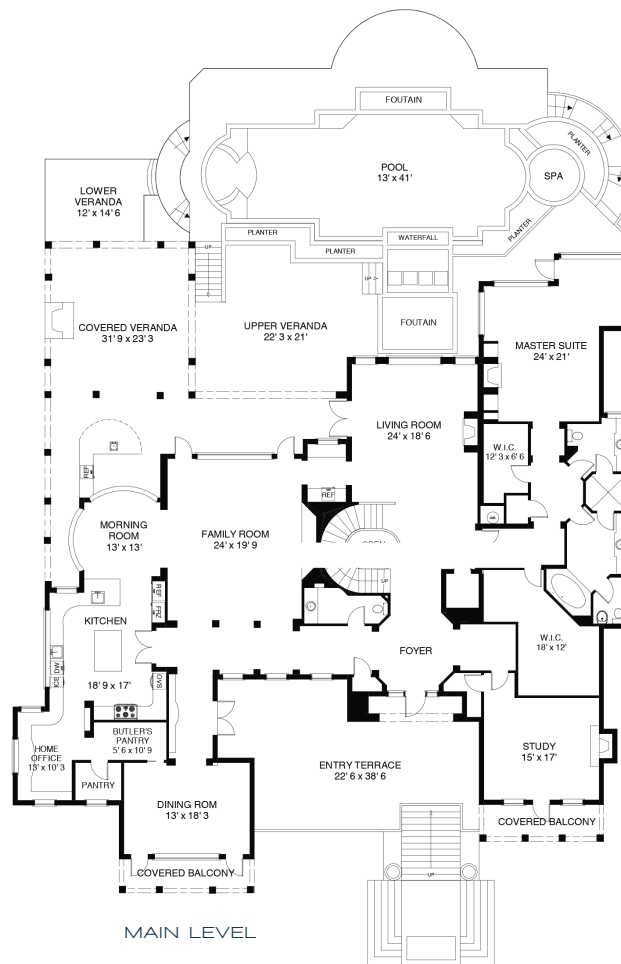 FOUTAIN
PLANTER
POOL
13' x 41'
SPA
LOWER
VERANDA
12' x 14' 6
PLANTER
WATERFALL
PLANTER
PLANTER
UP
UP
COVERED VERANDA
31' 9 x 23' 3
UPPER VERANDA
22' 3 x 21'
FOUTAIN
MASTER SUITE
24' x 21'
LIVING ROOM
24' x 18' 6
W.I.C.
12' 3 x 6' 6
REF
REF
MORNING
ROOM
13' x 13'
FAMILY ROOM
24' x 19' 9
OPEN
UP
REF
FRZ
KITCHEN
18' 9 x 17'
DW
ICE
OVS
FOYER
W.I.C.
18' x 12'
BUTLER'S
PANTRY
5' 6 x 10' 9
HOME
OFFICE
13' x 10' 3
PANTRY
ENTRY TERRACE
22' 6 x 38' 6
STUDY
15' x 17'
DINING ROM
13' x 18' 3
COVERED BALCONY
COVERED BALCONY
UP
MAIN LEVEL